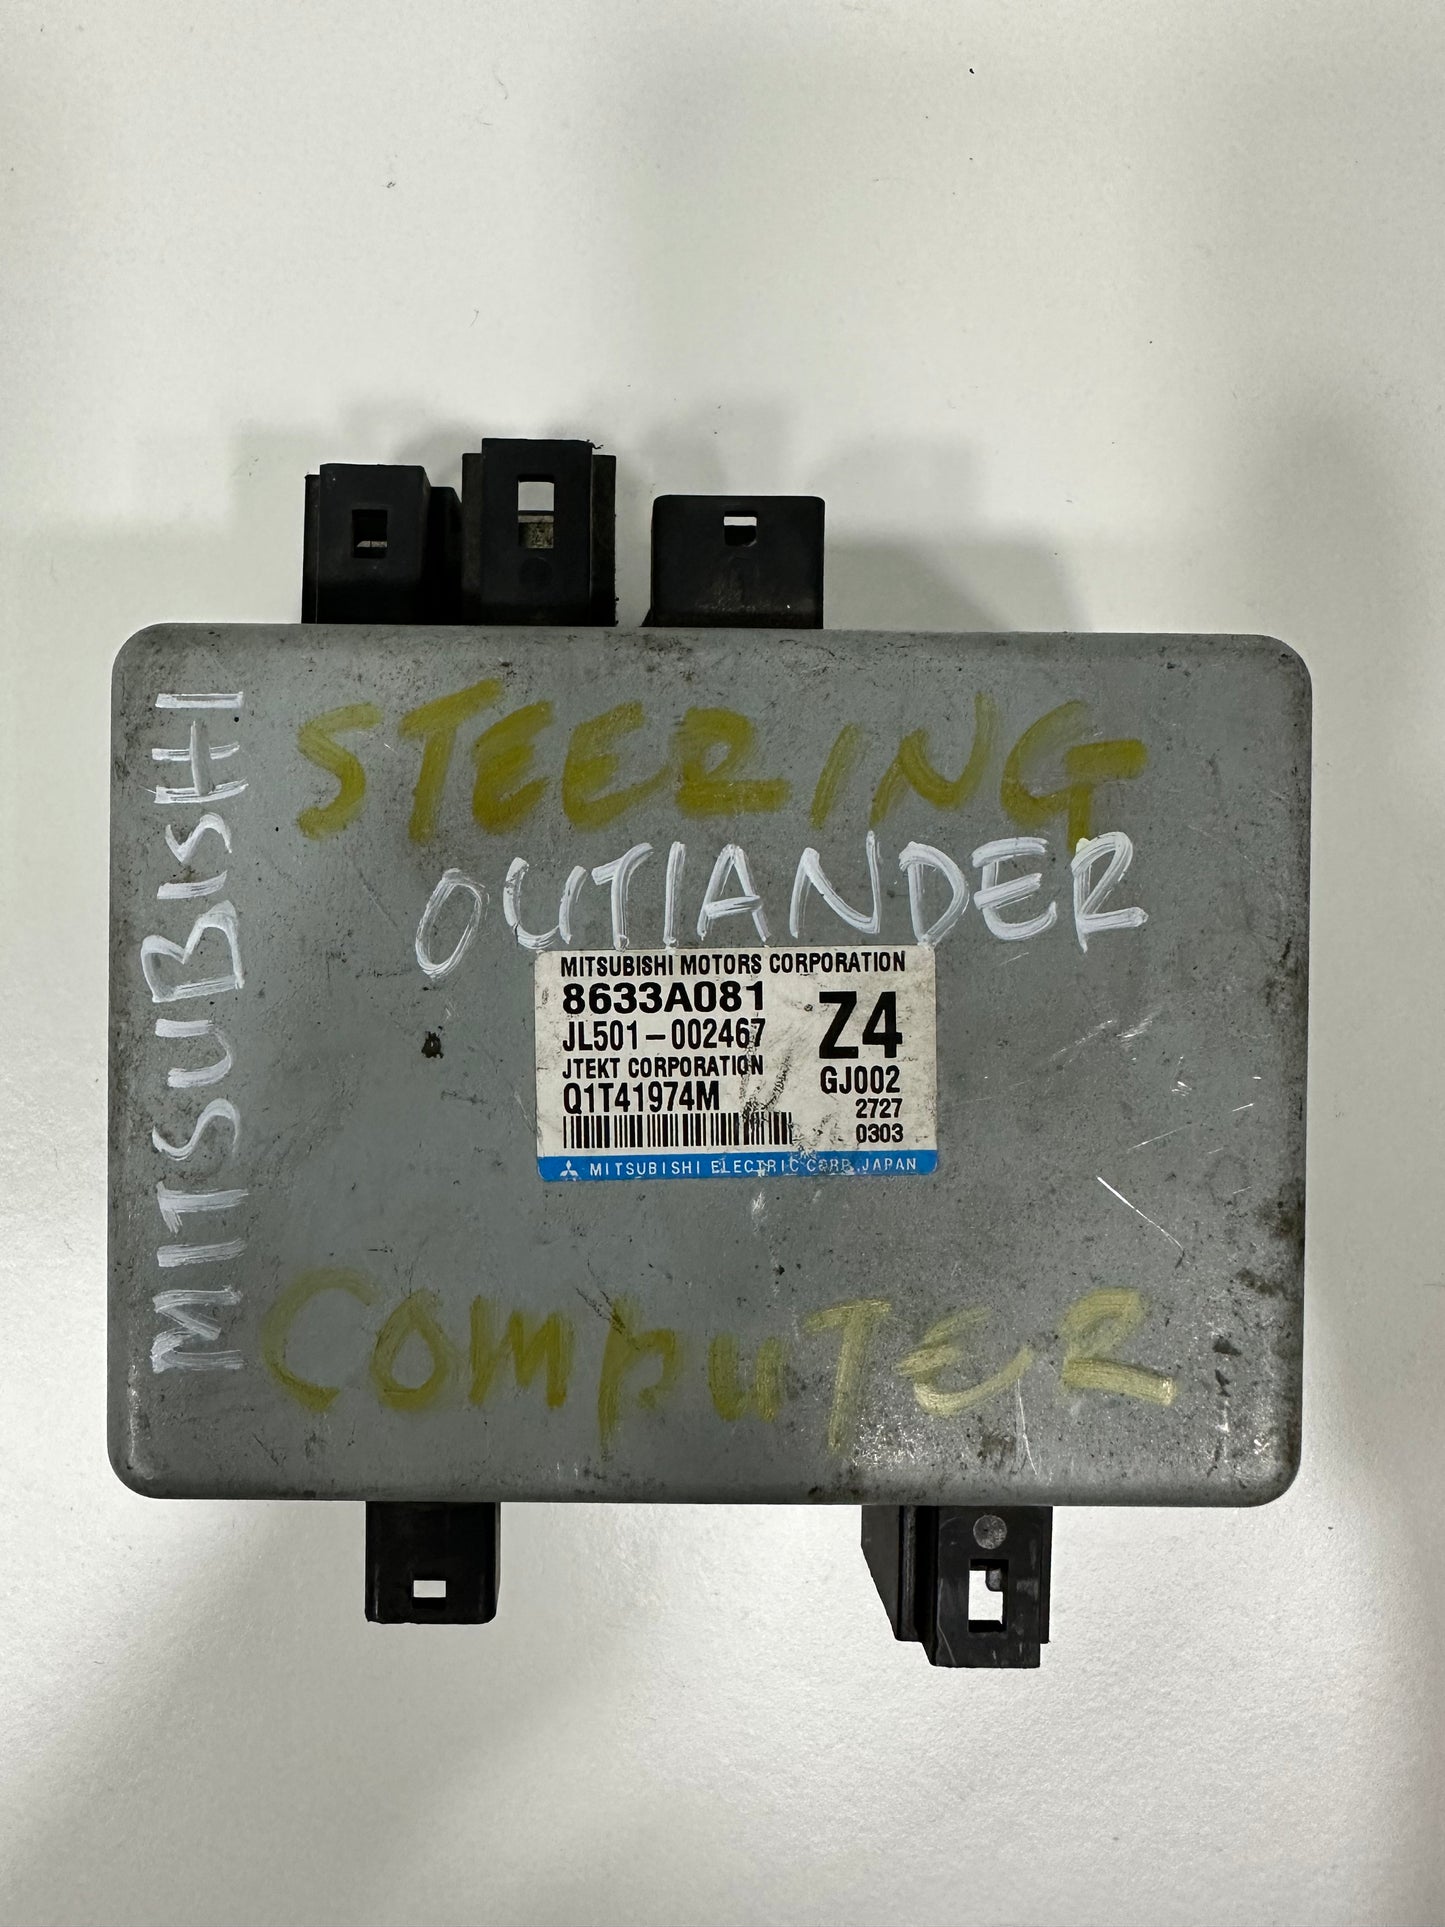 MITSUBISHI
STEERING
OUTLANDER
MITSUBISHI MOTORS CORPORATION
8633A081
Z4
JL501-002467
JTEKT CORPORATION
GJ002
Q1T41974M
2727
0303
MITSUBISHI ELECTRIC CORP. JAPAN
COMPUTER